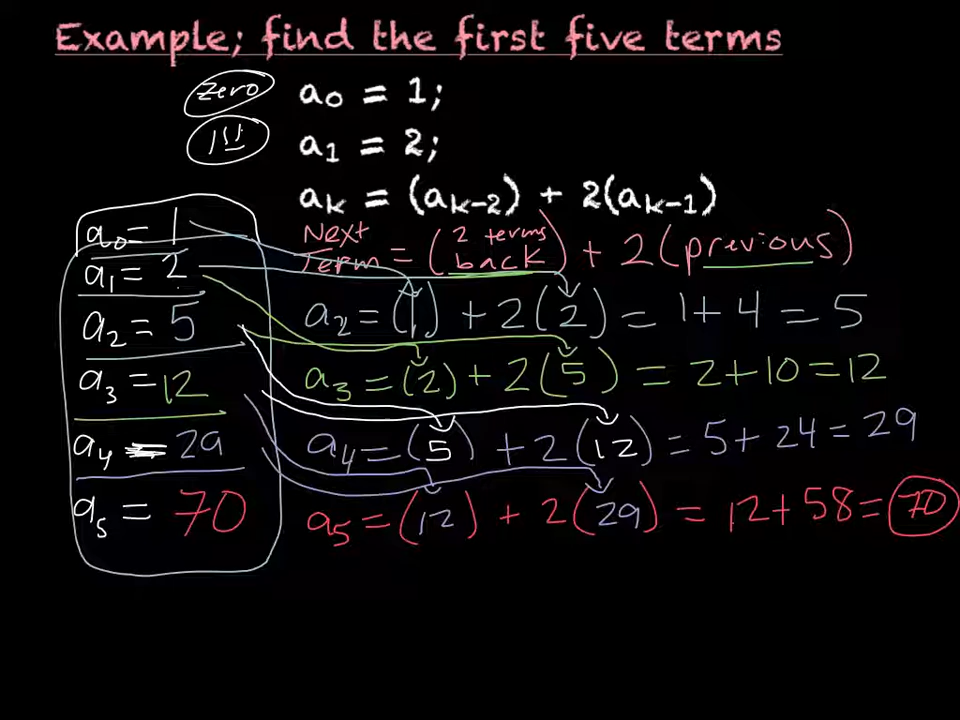 Example; find the first five terms
zero a₀ = 1;
1st a₁ = 2;
aₖ = (aₖ₋₂) + 2(aₖ₋₁)
Next Term = (2 terms back) + 2(previous)
a₀ = 1
a₁ = 2
a₂ = 5 a₂ = (1) + 2(2) = 1 + 4 = 5
a₃ = 12 a₃ = (2) + 2(5) = 2 + 10 = 12
a₄ = 29 a₄ = (5) + 2(12) = 5 + 24 = 29
a₅ = 70 a₅ = (12) + 2(29) = 12 + 58 = 70